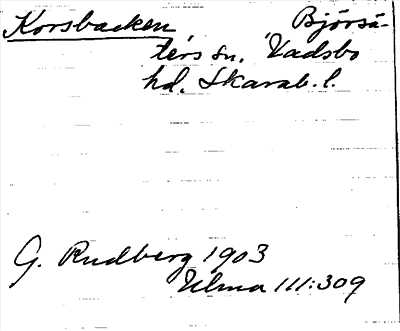 Korsbacken Björsä-
ters sn, Vadsbo
hd. Skarab. l.
G. Rudberg 1903
Ulma 111:309